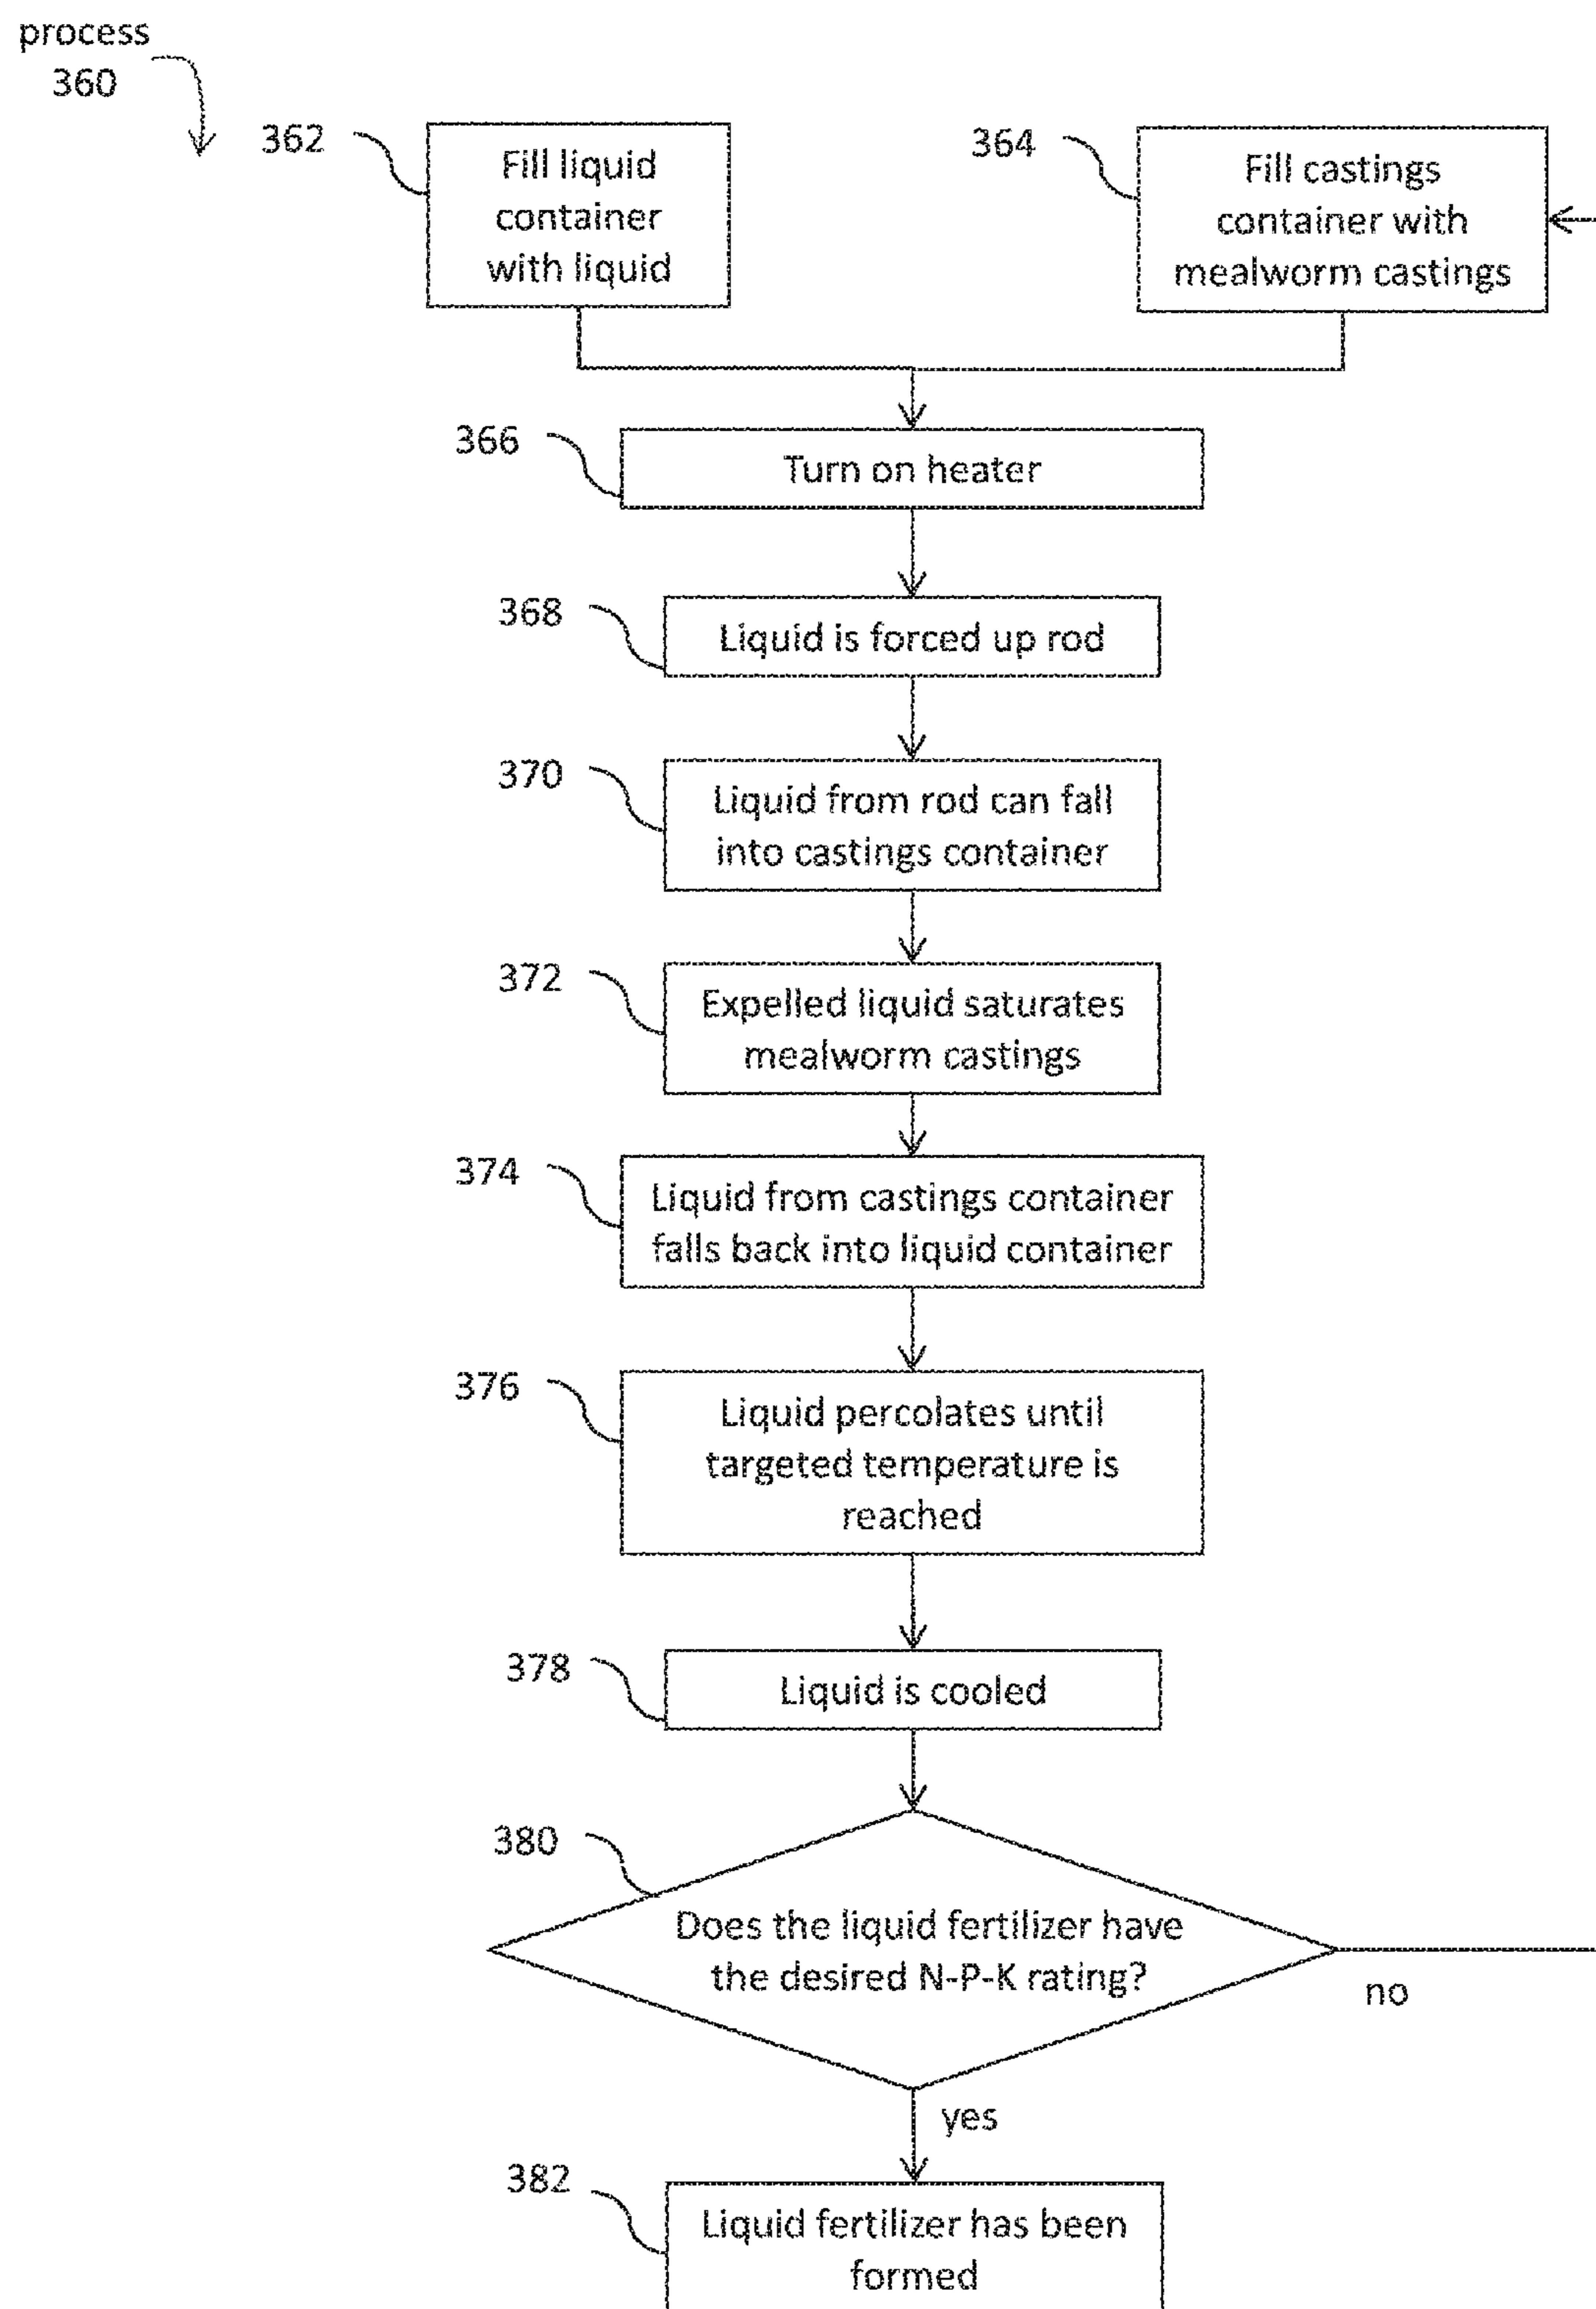 process
360
362
Fill liquid
container
with liquid
364
Fill castings
container with
mealworm castings
366
Turn on heater
368
Liquid is forced up rod
370
Liquid from rod can fall
into castings container
372
Expelled liquid saturates
mealworm castings
374
Liquid from castings container
falls back into liquid container
376
Liquid percolates until
targeted temperature is
reached
378
Liquid is cooled
380
Does the liquid fertilizer have
the desired N-P-K rating?
no
yes
382
Liquid fertilizer has been
formed